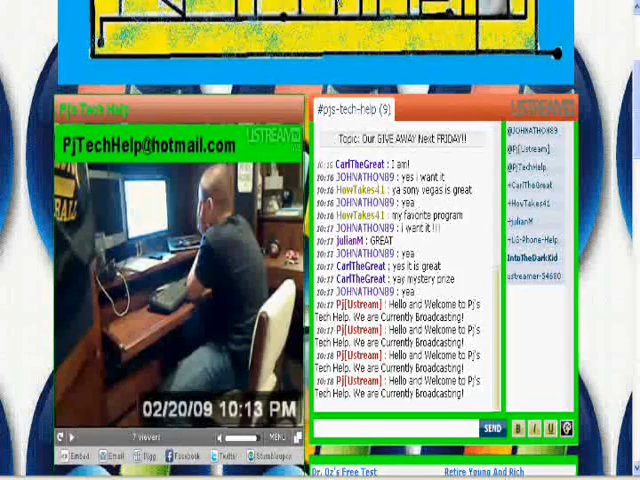 Pj's Tech Help
USTREAM
PjTechHelp@hotmail.com
02/20/09 10:13 PM
7 viewers
MENU
Embed
Email
Digg
Facebook
Twitter
StumbleUpon
#pjs-tech-help (9)
USTREAM
Topic: Our GIVE AWAY Next FRIDAY!!
10:16 CarlTheGreat : I am!
10:16 JOHNATHON89 : yes i want it
10:16 HowTakes41 : ya sony vegas is great
10:16 JOHNATHON89 : yea
10:16 HowTakes41 : my favorite program
10:17 JOHNATHON89 : i want it !!!
10:17 julianM : GREAT
10:17 JOHNATHON89 : yea
10:17 CarlTheGreat : yes it is great
10:17 CarlTheGreat : yay mystery prize
10:17 JOHNATHON89 : yea
10:17 Pj[Ustream] : Hello and Welcome to Pj's
Tech Help. We are Currently Broadcasting!
10:17 Pj[Ustream] : Hello and Welcome to Pj's
Tech Help. We are Currently Broadcasting!
10:18 Pj[Ustream] : Hello and Welcome to Pj's
Tech Help. We are Currently Broadcasting!
10:18 Pj[Ustream] : Hello and Welcome to Pj's
Tech Help. We are Currently Broadcasting!
@JOHNATHON89
@Pj[Ustream]
@PjTechHelp
+CarlTheGreat
+HowTakes41
+julianM
+LG-Phone-Help
IntoTheDarkKid
ustreamer-54680
SEND
B I U
Dr. Oz's Free Test
Retire Young And Rich